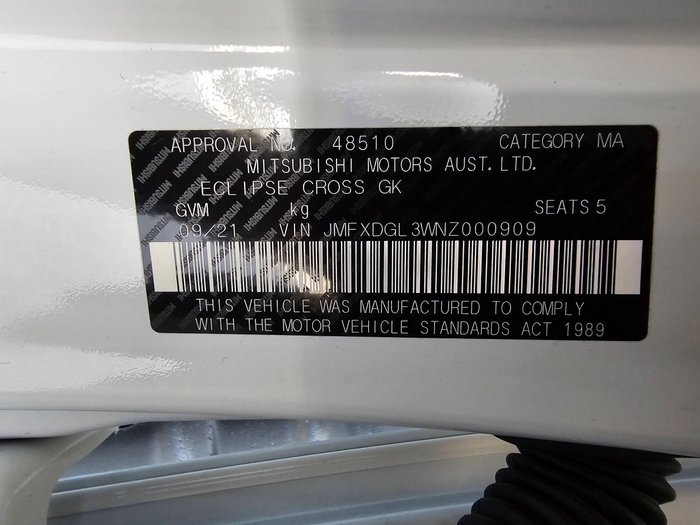 APPROVAL NO. 48510 CATEGORY MA
MITSUBISHI MOTORS AUST.LTD.
ECLIPSE CROSS GK
GVM kg SEATS 5
09/21 VIN JMFXDGL3WNZ000909
THIS VEHICLE WAS MANUFACTURED TO COMPLY
WITH THE MOTOR VEHICLE STANDARDS ACT 1989